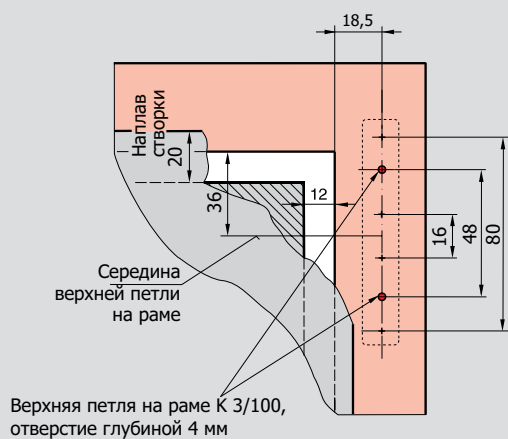 18,5
Наплав
створки
20
36
12
16
48
80
Середина
верхней петли
на раме
Верхняя петля на раме K 3/100,
отверстие глубиной 4 мм